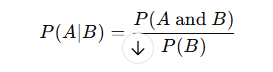 P(A|B) = P(A and B) / P(B)